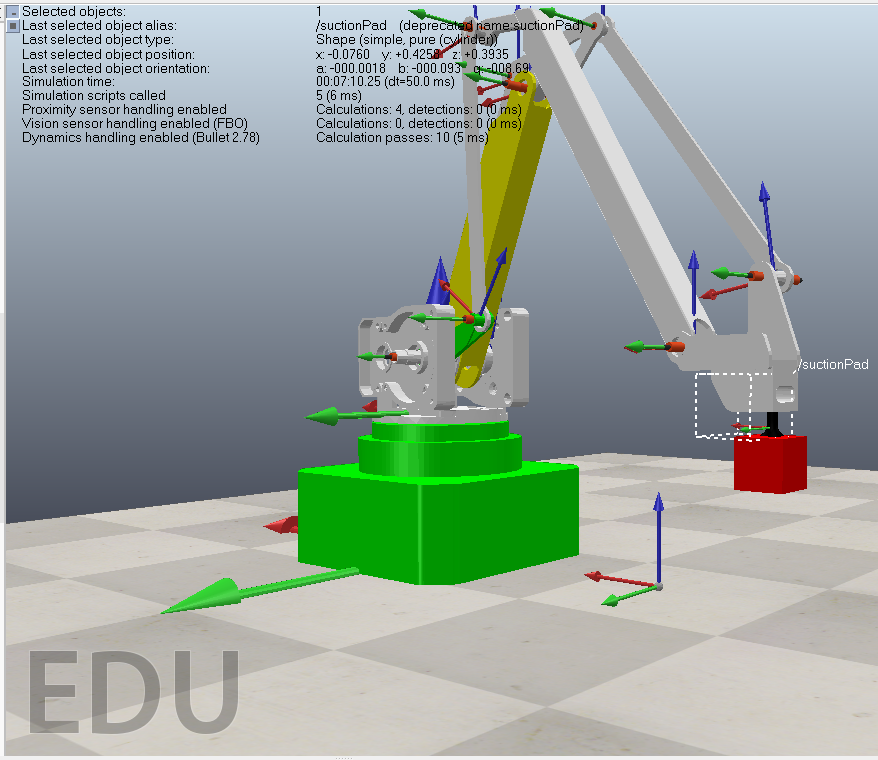 Selected objects: 1
Last selected object alias: /suctionPad (deprecated name:suctionPad)
Last selected object type: Shape (simple, pure (cylinder))
Last selected object position: x: -0.0760 y: +0.4258 z: +0.3935
Last selected object orientation: a: -000.0018 b: -000.093 g: -008.69
Simulation time: 00:07:10.25 (dt=50.0 ms)
Simulation scripts called 5 (6 ms)
Proximity sensor handling enabled Calculations: 4, detections: 0 (0 ms)
Vision sensor handling enabled (FBO) Calculations: 0, detections: 0 (0 ms)
Dynamics handling enabled (Bullet 2.78) Calculation passes: 10 (5 ms)
/suctionPad
EDU